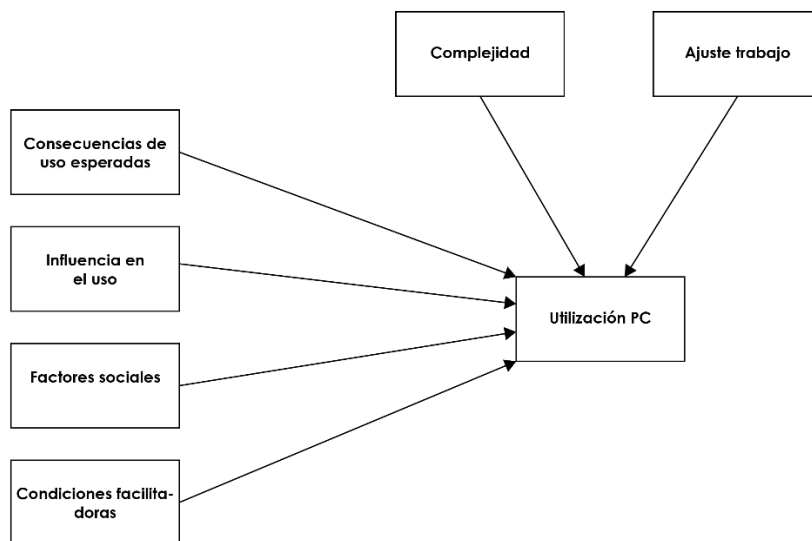 Complejidad
Ajuste trabajo
Consecuencias de
uso esperadas
Influencia en
el uso
Utilización PC
Factores sociales
Condiciones facilita-
doras